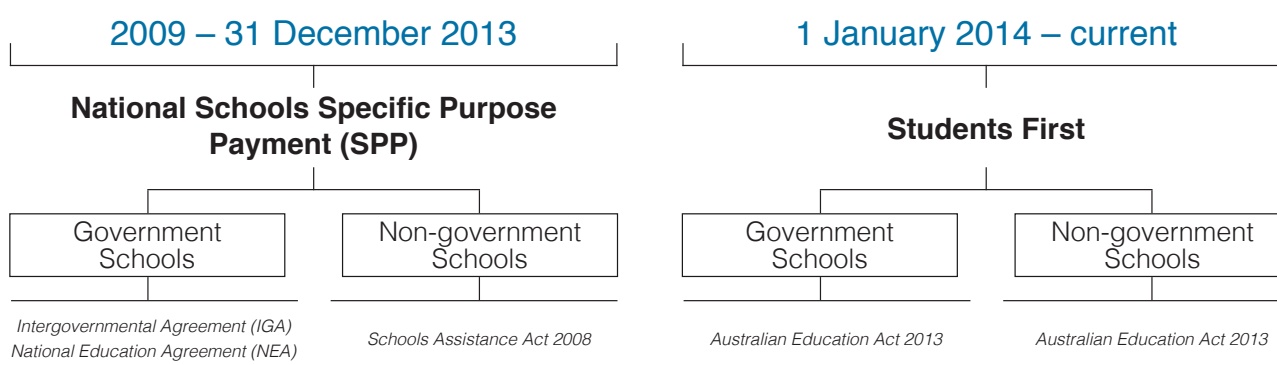 2009 – 31 December 2013
National Schools Specific Purpose
Payment (SPP)
Government
Schools
Non-government
Schools
Intergovernmental Agreement (IGA)
National Education Agreement (NEA)
Schools Assistance Act 2008
1 January 2014 – current
Students First
Government
Schools
Non-government
Schools
Australian Education Act 2013
Australian Education Act 2013